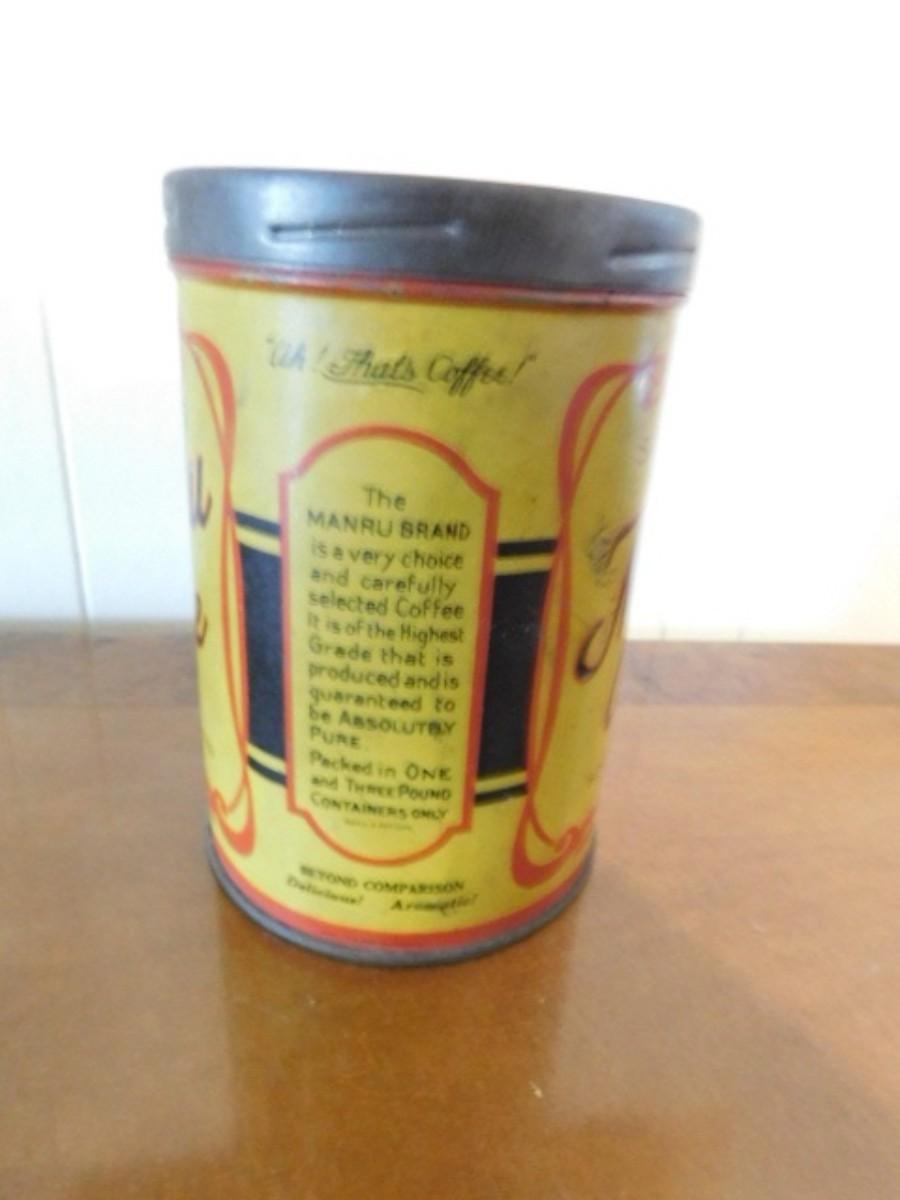 "Ah! That's Coffee!"
The
MANRU BRAND
is a very choice
and carefully
selected Coffee
It is of the Highest
Grade that is
produced and is
guaranteed to
be ABSOLUTELY
PURE
Packed in ONE
and THREE POUND
CONTAINERS ONLY
BEYOND COMPARISON
Delicious! Aromatic!